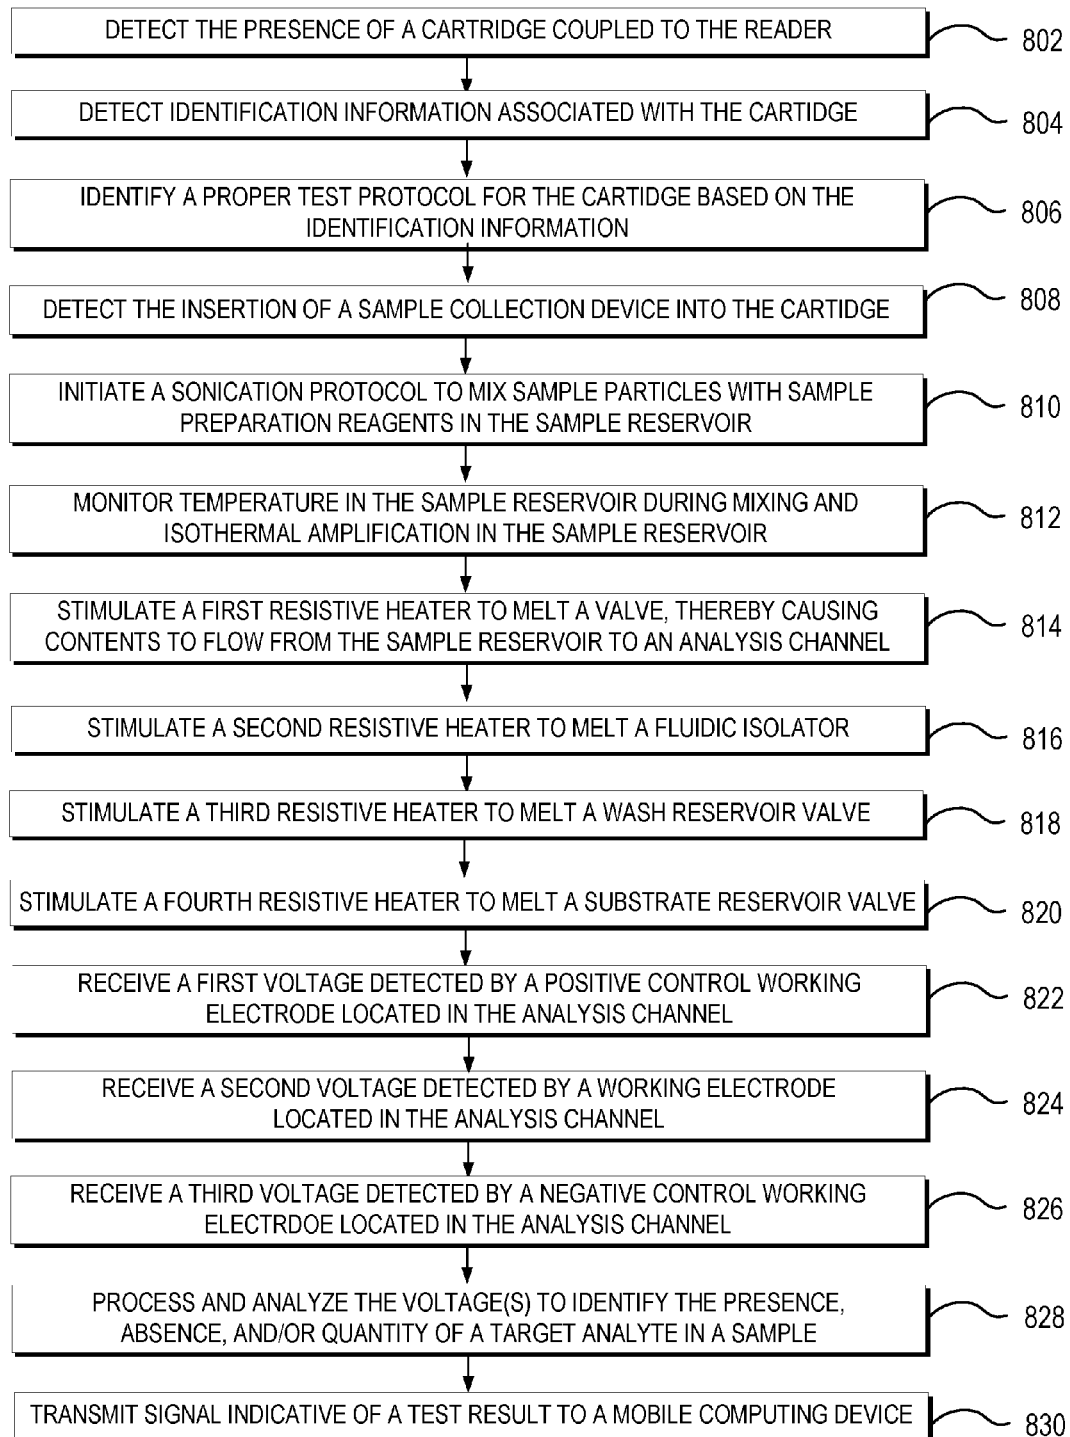 DETECT THE PRESENCE OF A CARTRIDGE COUPLED TO THE READER
802
DETECT IDENTIFICATION INFORMATION ASSOCIATED WITH THE CARTIDGE
804
IDENTIFY A PROPER TEST PROTOCOL FOR THE CARTIDGE BASED ON THE
IDENTIFICATION INFORMATION
806
DETECT THE INSERTION OF A SAMPLE COLLECTION DEVICE INTO THE CARTIDGE
808
INITIATE A SONICATION PROTOCOL TO MIX SAMPLE PARTICLES WITH SAMPLE
PREPARATION REAGENTS IN THE SAMPLE RESERVOIR
810
MONITOR TEMPERATURE IN THE SAMPLE RESERVOIR DURING MIXING AND
ISOTHERMAL AMPLIFICATION IN THE SAMPLE RESERVOIR
812
STIMULATE A FIRST RESISTIVE HEATER TO MELT A VALVE, THEREBY CAUSING
CONTENTS TO FLOW FROM THE SAMPLE RESERVOIR TO AN ANALYSIS CHANNEL
814
STIMULATE A SECOND RESISTIVE HEATER TO MELT A FLUIDIC ISOLATOR
816
STIMULATE A THIRD RESISTIVE HEATER TO MELT A WASH RESERVOIR VALVE
818
STIMULATE A FOURTH RESISTIVE HEATER TO MELT A SUBSTRATE RESERVOIR VALVE
820
RECEIVE A FIRST VOLTAGE DETECTED BY A POSITIVE CONTROL WORKING
ELECTRODE LOCATED IN THE ANALYSIS CHANNEL
822
RECEIVE A SECOND VOLTAGE DETECTED BY A WORKING ELECTRODE
LOCATED IN THE ANALYSIS CHANNEL
824
RECEIVE A THIRD VOLTAGE DETECTED BY A NEGATIVE CONTROL WORKING
ELECTRDOE LOCATED IN THE ANALYSIS CHANNEL
826
PROCESS AND ANALYZE THE VOLTAGE(S) TO IDENTIFY THE PRESENCE,
ABSENCE, AND/OR QUANTITY OF A TARGET ANALYTE IN A SAMPLE
828
TRANSMIT SIGNAL INDICATIVE OF A TEST RESULT TO A MOBILE COMPUTING DEVICE
830